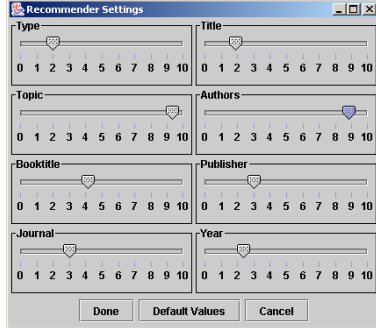 Recommender Settings
Type Title
0 1 2 3 4 5 6 7 8 9 10 0 1 2 3 4 5 6 7 8 9 10
Topic Authors
0 1 2 3 4 5 6 7 8 9 10 0 1 2 3 4 5 6 7 8 9 10
Booktitle Publisher
0 1 2 3 4 5 6 7 8 9 10 0 1 2 3 4 5 6 7 8 9 10
Journal Year
0 1 2 3 4 5 6 7 8 9 10 0 1 2 3 4 5 6 7 8 9 10
Done Default Values Cancel